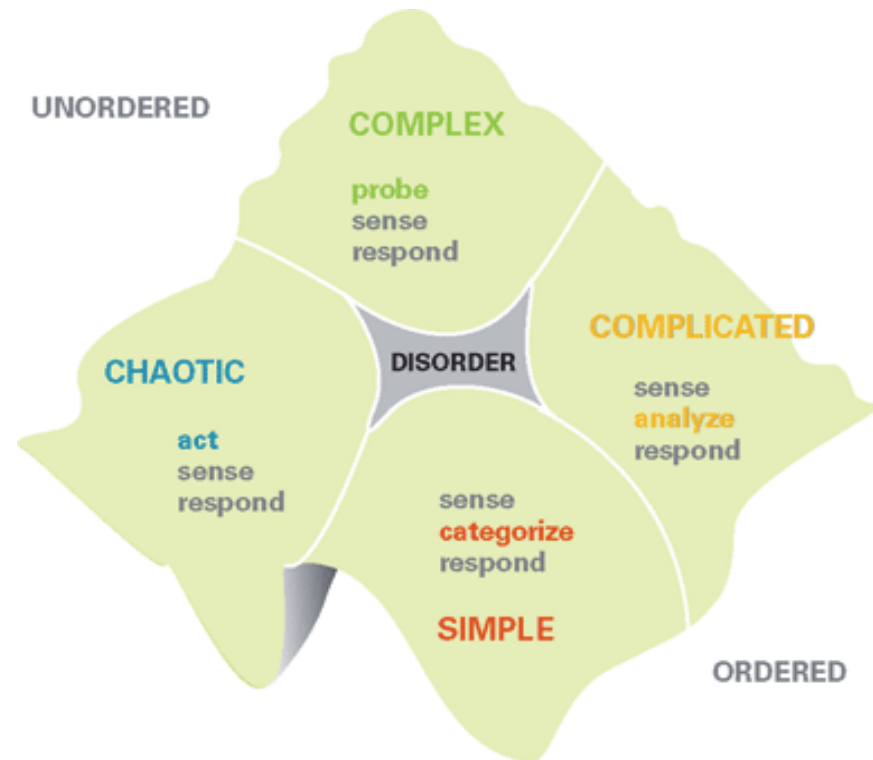 UNORDERED
COMPLEX
probe
sense
respond
COMPLICATED
sense
analyze
respond
DISORDER
CHAOTIC
act
sense
respond
sense
categorize
respond
SIMPLE
ORDERED